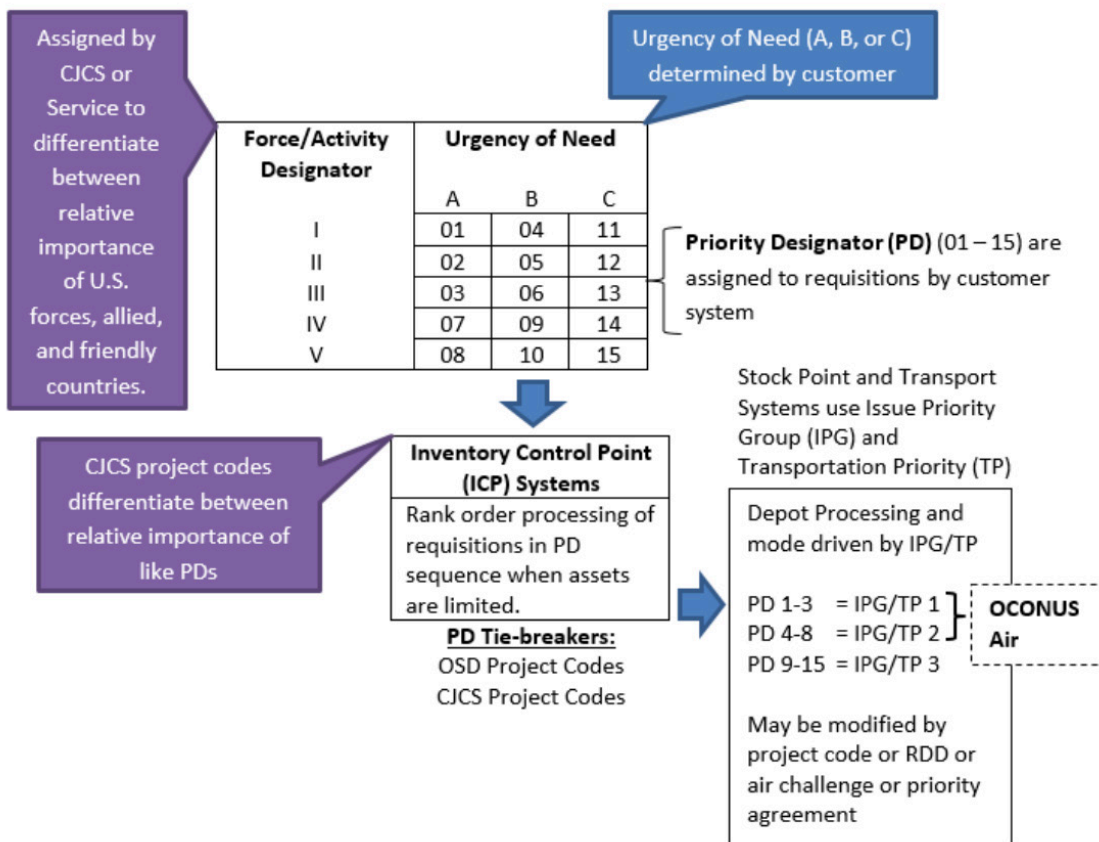 Assigned by
CJCS or
Service to
differentiate
between
relative
importance
of U.S.
forces, allied,
and friendly
countries.
Urgency of Need (A, B, or C)
determined by customer
Force/Activity
Designator
Urgency of Need
A B C
I 01 04 11
II 02 05 12
III 03 06 13
IV 07 09 14
V 08 10 15
Priority Designator (PD) (01 – 15) are
assigned to requisitions by customer
system
CJCS project codes
differentiate between
relative importance of
like PDs
Inventory Control Point
(ICP) Systems
Rank order processing of
requisitions in PD
sequence when assets
are limited.
PD Tie-breakers:
OSD Project Codes
CJCS Project Codes
Stock Point and Transport
Systems use Issue Priority
Group (IPG) and
Transportation Priority (TP)
Depot Processing and
mode driven by IPG/TP
PD 1-3 = IPG/TP 1
PD 4-8 = IPG/TP 2
PD 9-15 = IPG/TP 3
OCONUS
Air
May be modified by
project code or RDD or
air challenge or priority
agreement